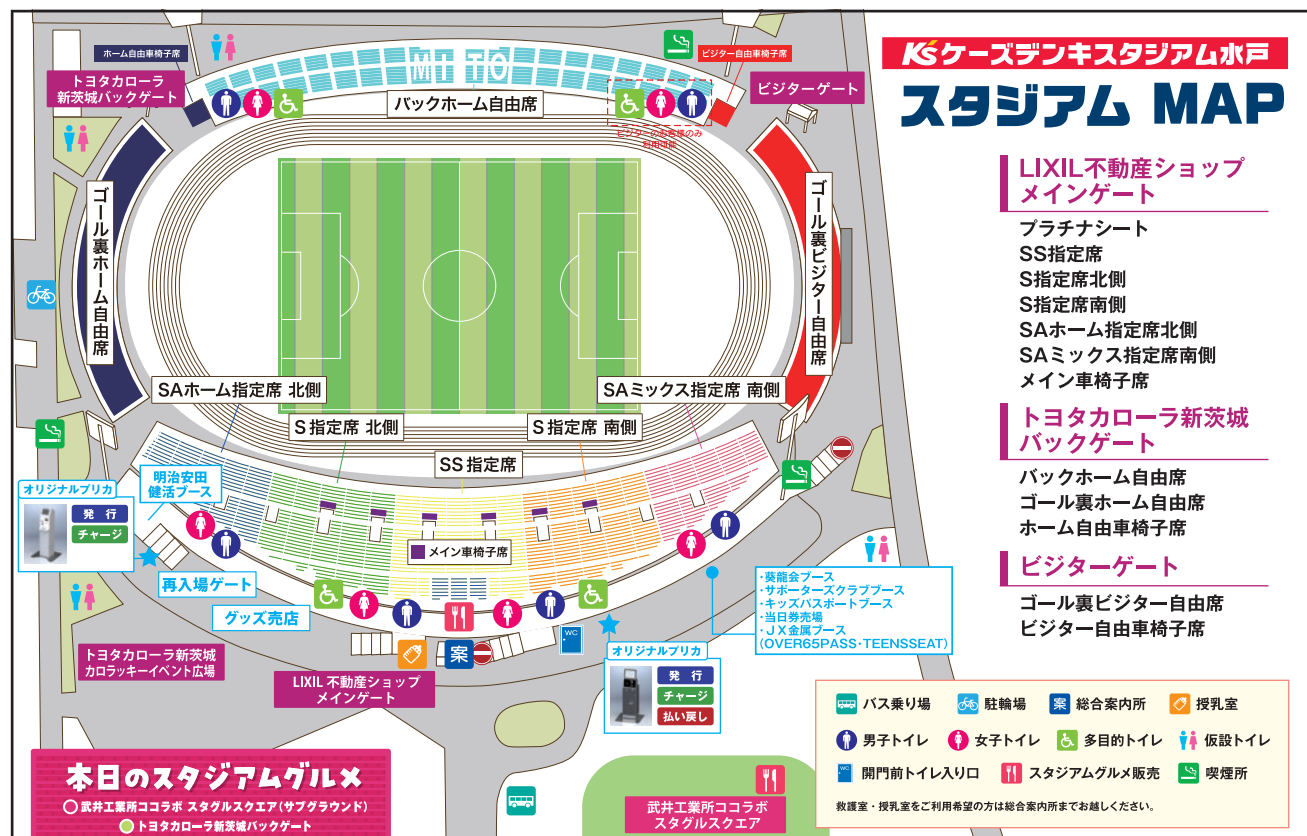 K'sケーズデンキスタジアム水戸
スタジアム MAP
ホーム自由車椅子席
トヨタカローラ
新茨城バックゲート
MITO
バックホーム自由席
ビジターのお客様のみ
利用可能
ビジター自由車椅子席
ビジターゲート
ゴール裏ホーム自由席
ゴール裏ビジター自由席
SAホーム指定席 北側
SAミックス指定席 南側
S指定席 北側
S指定席 南側
SS指定席
メイン車椅子席
明治安田
健活ブース
オリジナルプリカ
発 行
チャージ
再入場ゲート
グッズ売店
トヨタカローラ新茨城
カロラッキーイベント広場
LIXIL不動産ショップ
メインゲート
案
WC
オリジナルプリカ
発 行
チャージ
払い戻し
・葵龍会ブース
・サポーターズクラブブース
・キッズパスポートブース
・当日券売場
・JX金属ブース
(OVER65PASS・TEENSSEAT)
LIXIL不動産ショップ
メインゲート
プラチナシート
SS指定席
S指定席北側
S指定席南側
SAホーム指定席北側
SAミックス指定席南側
メイン車椅子席
トヨタカローラ新茨城
バックゲート
バックホーム自由席
ゴール裏ホーム自由席
ホーム自由車椅子席
ビジターゲート
ゴール裏ビジター自由席
ビジター自由車椅子席
バス乗り場 駐輪場 案 総合案内所 授乳室
男子トイレ 女子トイレ 多目的トイレ 仮設トイレ
WC 開門前トイレ入り口 スタジアムグルメ販売 喫煙所
救護室・授乳室をご利用希望の方は総合案内所までお越しください。
本日のスタジアムグルメ
武井工業所ココラボ スタグルスクエア(サブグラウンド)
トヨタカローラ新茨城バックゲート
武井工業所ココラボ
スタグルスクエア